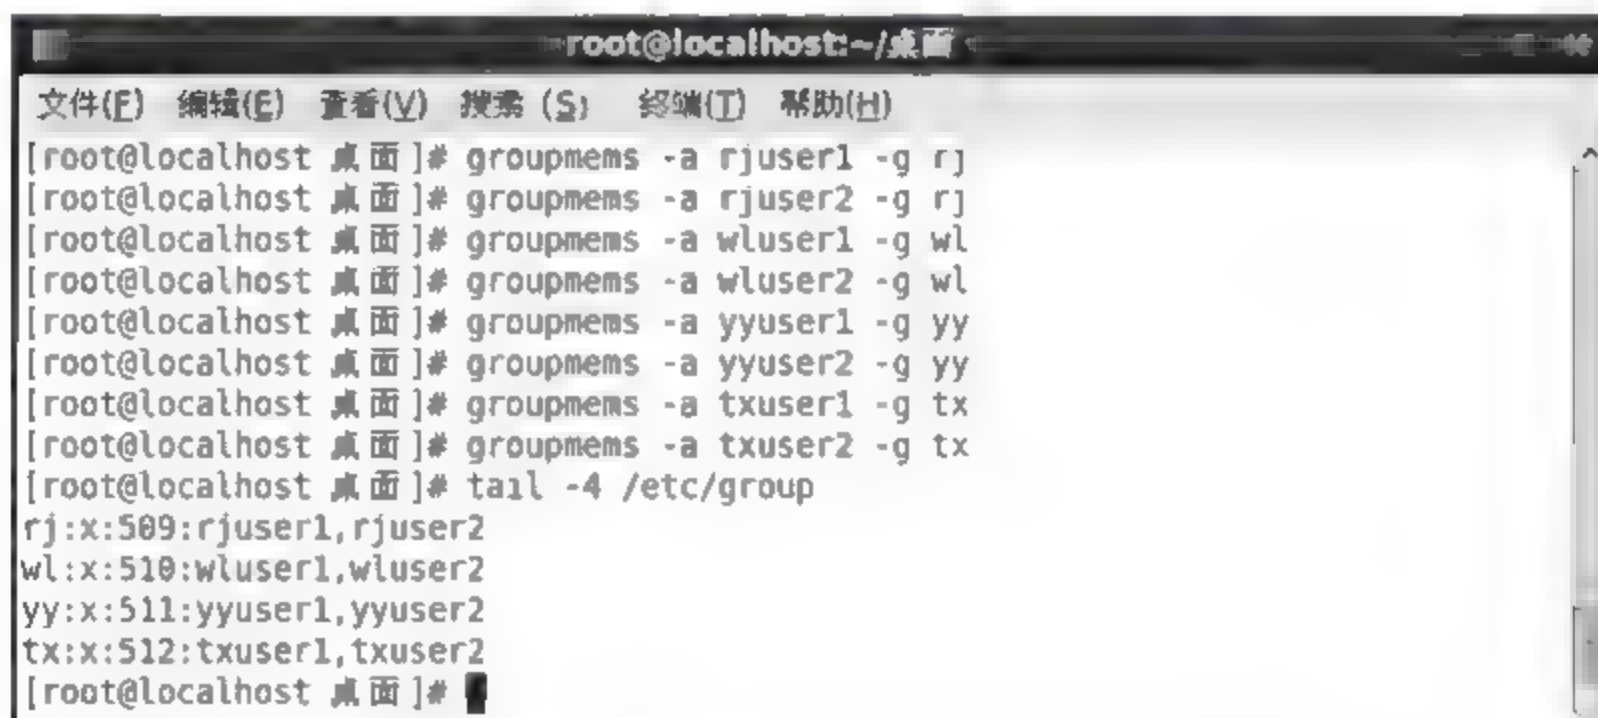 root@localhost:~/桌面
文件(F) 编辑(E) 查看(V) 搜索 (S) 终端(T) 帮助(H)
[root@localhost 桌面]# groupmems -a rjuser1 -g rj
[root@localhost 桌面]# groupmems -a rjuser2 -g rj
[root@localhost 桌面]# groupmems -a wluser1 -g wl
[root@localhost 桌面]# groupmems -a wluser2 -g wl
[root@localhost 桌面]# groupmems -a yyuser1 -g yy
[root@localhost 桌面]# groupmems -a yyuser2 -g yy
[root@localhost 桌面]# groupmems -a txuser1 -g tx
[root@localhost 桌面]# groupmems -a txuser2 -g tx
[root@localhost 桌面]# tail -4 /etc/group
rj:x:509:rjuser1,rjuser2
wl:x:510:wluser1,wluser2
yy:x:511:yyuser1,yyuser2
tx:x:512:txuser1,txuser2
[root@localhost 桌面]#